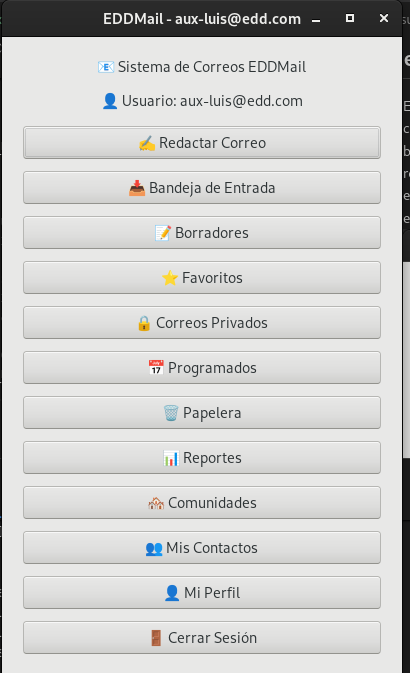 EDDMail - aux-luis@edd.com
📧 Sistema de Correos EDDMail
👤 Usuario: aux-luis@edd.com
✍️ Redactar Correo
📥 Bandeja de Entrada
📝 Borradores
⭐ Favoritos
🔒 Correos Privados
📅 Programados
🗑️ Papelera
📊 Reportes
🏘️ Comunidades
👥 Mis Contactos
👤 Mi Perfil
🚪 Cerrar Sesión